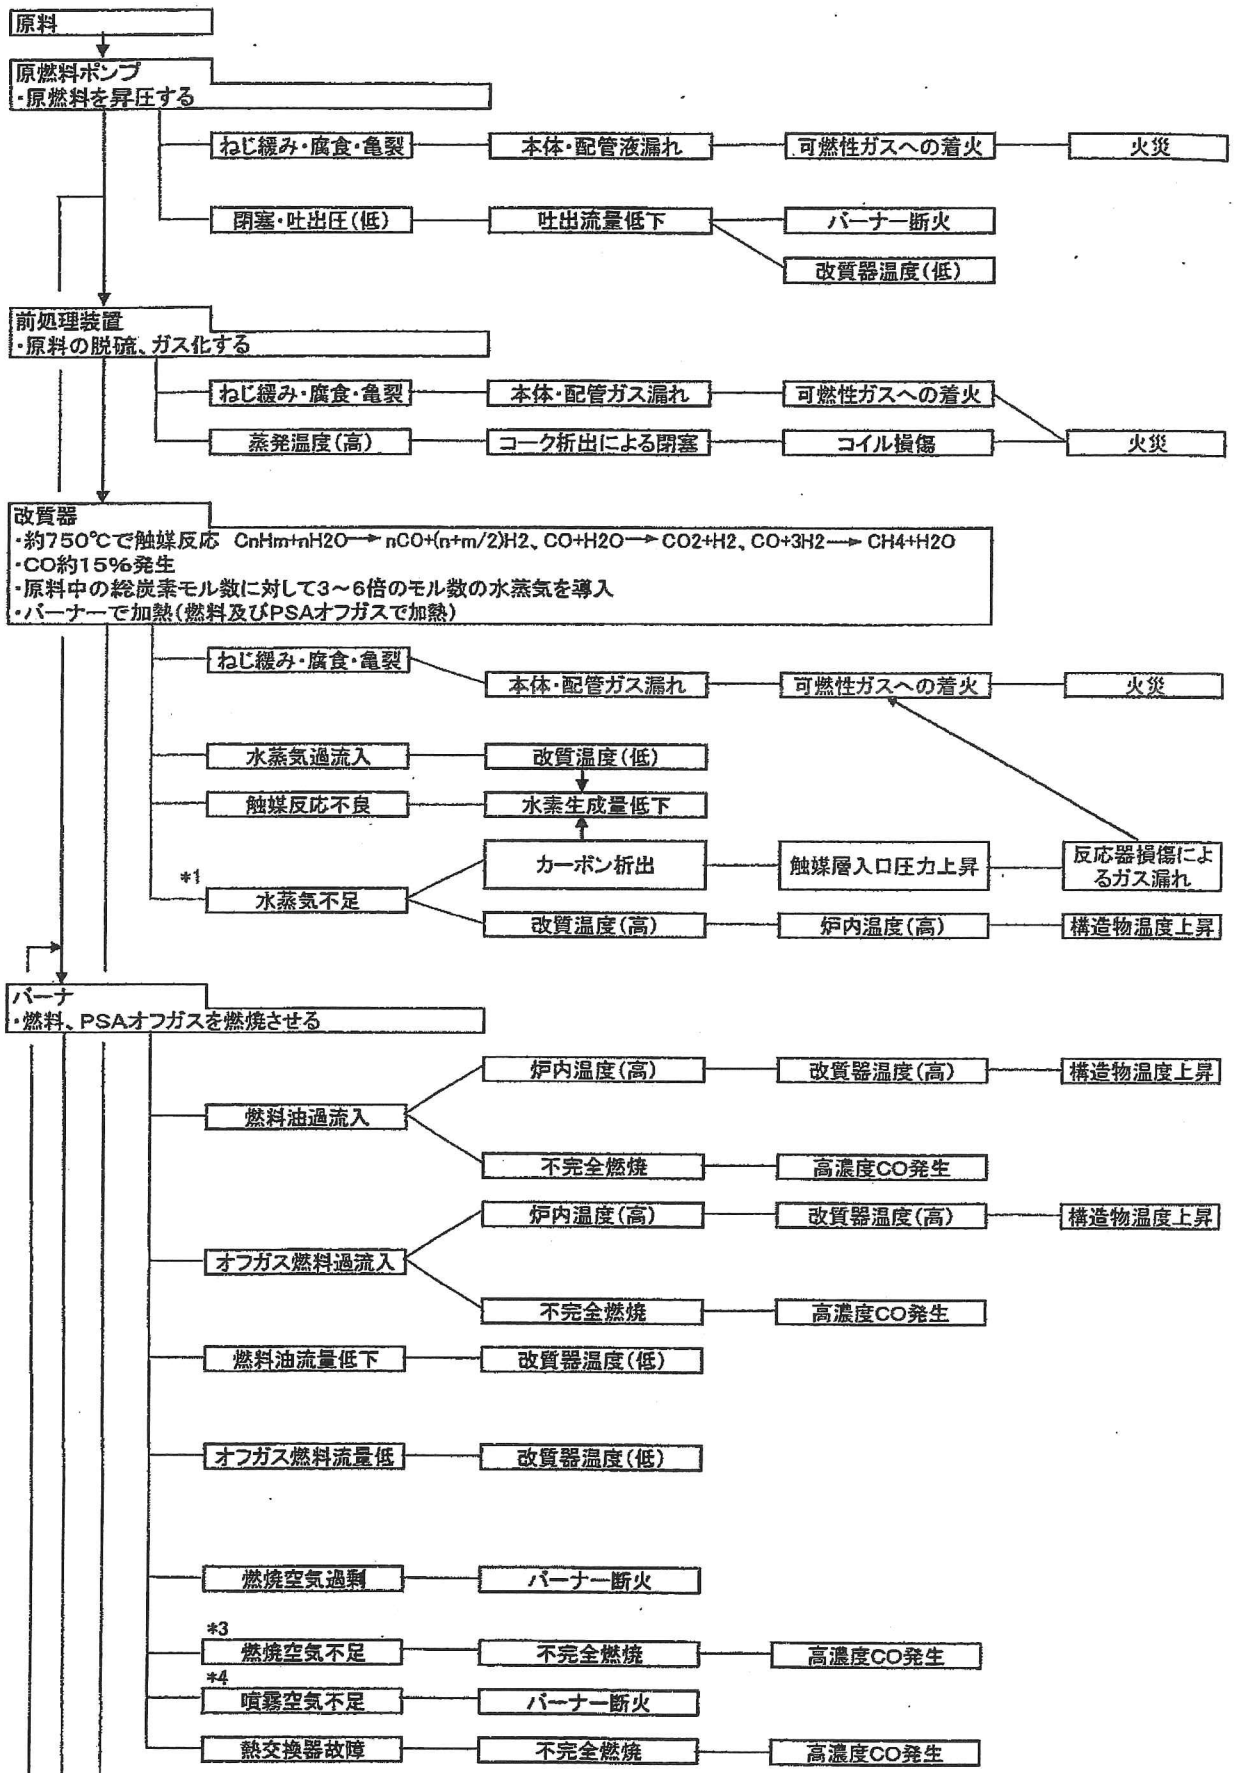 原料
原燃料ポンプ
・原燃料を昇圧する
ねじ緩み・腐食・亀裂
本体・配管液漏れ
可燃性ガスへの着火
火災
閉塞・吐出圧(低)
吐出流量低下
バーナー断火
改質器温度(低)
前処理装置
・原料の脱硫、ガス化する
ねじ緩み・腐食・亀裂
本体・配管ガス漏れ
可燃性ガスへの着火
蒸発温度(高)
コーク析出による閉塞
コイル損傷
火災
改質器
・約750℃で触媒反応 CnHm+nH2O→nCO+(n+m/2)H2、CO+H2O→CO2+H2、CO+3H2→CH4+H2O
・CO約15%発生
・原料中の総炭素モル数に対して3～6倍のモル数の水蒸気を導入
・バーナーで加熱(燃料及びPSAオフガスで加熱)
ねじ緩み・腐食・亀裂
本体・配管ガス漏れ
可燃性ガスへの着火
火災
水蒸気過流入
改質温度(低)
触媒反応不良
水素生成量低下
カーボン析出
触媒層入口圧力上昇
反応器損傷によ
るガス漏れ
*1
水蒸気不足
改質温度(高)
炉内温度(高)
構造物温度上昇
バーナ
・燃料、PSAオフガスを燃焼させる
炉内温度(高)
改質器温度(高)
構造物温度上昇
燃料油過流入
不完全燃焼
高濃度CO発生
炉内温度(高)
改質器温度(高)
構造物温度上昇
オフガス燃料過流入
不完全燃焼
高濃度CO発生
燃料油流量低下
改質器温度(低)
オフガス燃料流量低
改質器温度(低)
燃焼空気過剰
バーナー断火
*3
燃焼空気不足
不完全燃焼
高濃度CO発生
*4
噴霧空気不足
バーナー断火
熱交換器故障
不完全燃焼
高濃度CO発生